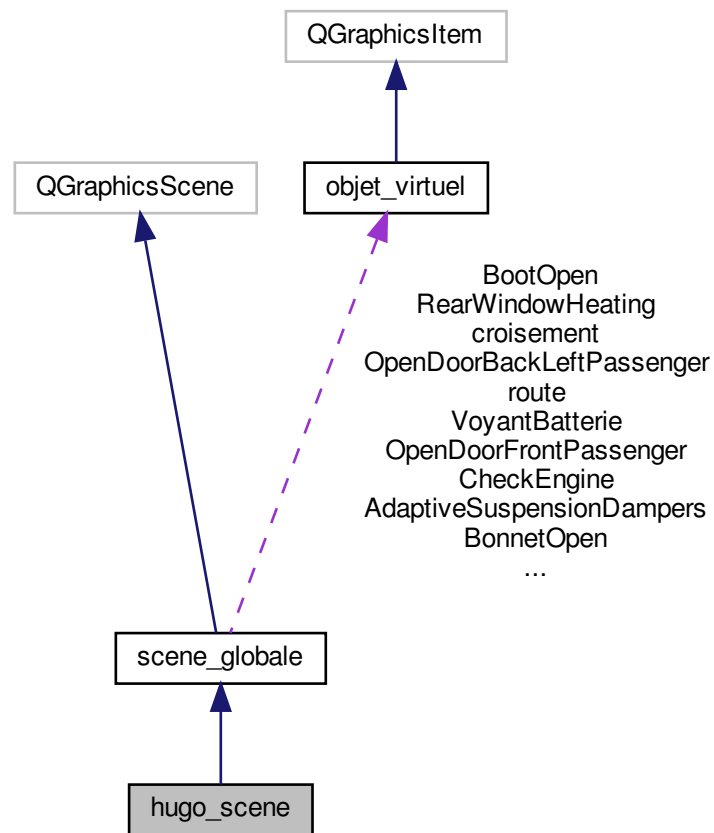 QGraphicsItem
QGraphicsScene
objet_virtuel
BootOpen
RearWindowHeating
croisement
OpenDoorBackLeftPassenger
route
VoyantBatterie
OpenDoorFrontPassenger
CheckEngine
AdaptiveSuspensionDampers
BonnetOpen
...
scene_globale
hugo_scene